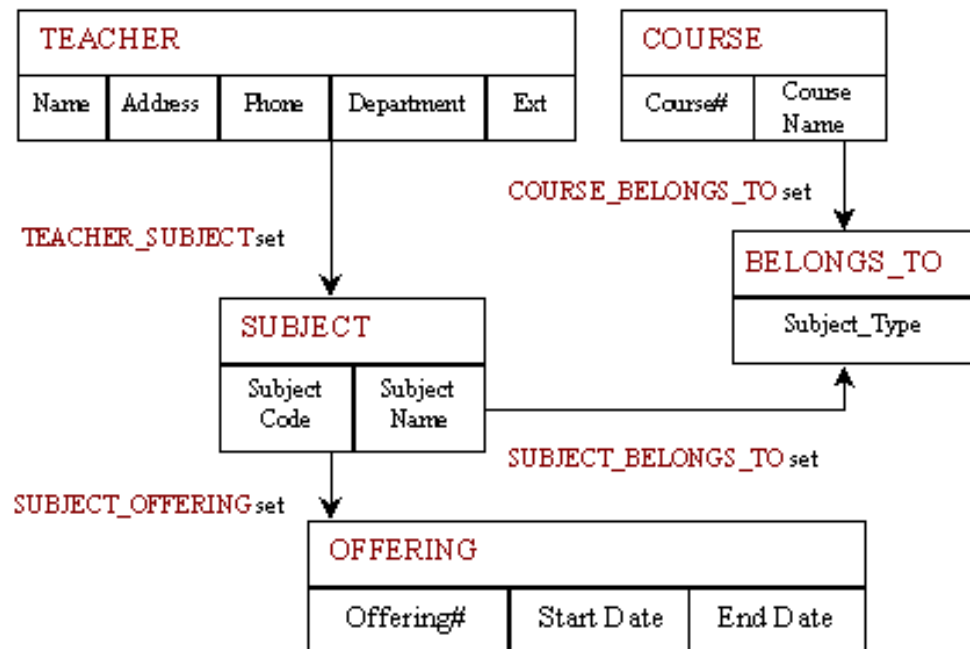 TEACHER
Name Address Phone Department Ext
COURSE
Course# Course
Name
COURSE_BELONGS_TO set
TEACHER_SUBJECT set
BELONGS_TO
Subject_Type
SUBJECT
Subject
Code
Subject
Name
SUBJECT_BELONGS_TO set
SUBJECT_OFFERING set
OFFERING
Offering# Start Date End Date